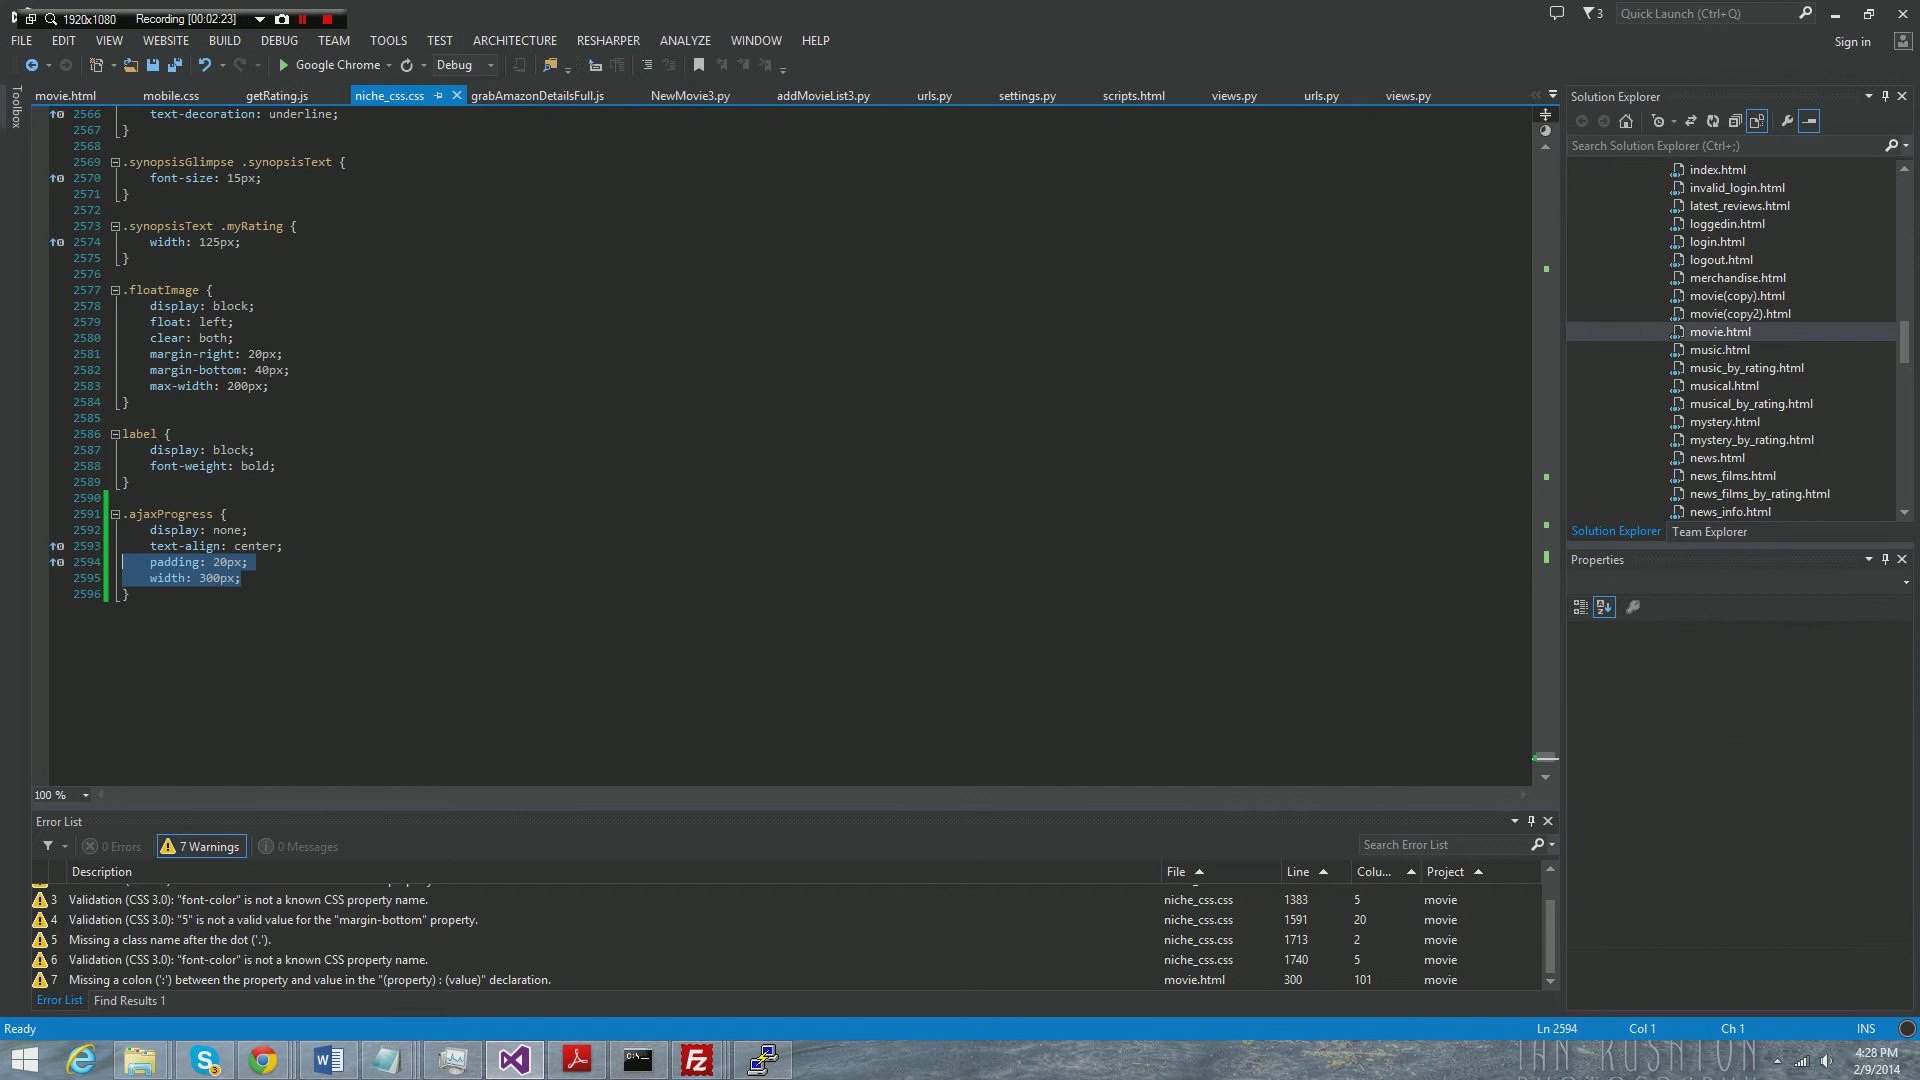 1920x1080 Recording [00:02:23]
3 Quick Launch (Ctrl+Q)
FILE EDIT VIEW WEBSITE BUILD DEBUG TEAM TOOLS TEST ARCHITECTURE RESHARPER ANALYZE WINDOW HELP
Sign in
Google Chrome Debug
Toolbox
movie.html mobile.css getRating.js niche_css.css grabAmazonDetailsFull.js NewMovie3.py addMovieList3.py urls.py settings.py scripts.html views.py urls.py views.py
2566 text-decoration: underline;
2567 }
2568
2569 .synopsisGlimpse .synopsisText {
2570 font-size: 15px;
2571 }
2572
2573 .synopsisText .myRating {
2574 width: 125px;
2575 }
2576
2577 .floatImage {
2578 display: block;
2579 float: left;
2580 clear: both;
2581 margin-right: 20px;
2582 margin-bottom: 40px;
2583 max-width: 200px;
2584 }
2585
2586 label {
2587 display: block;
2588 font-weight: bold;
2589 }
2590
2591 .ajaxProgress {
2592 display: none;
2593 text-align: center;
2594 padding: 20px;
2595 width: 300px;
2596 }
100 %
Solution Explorer
Search Solution Explorer (Ctrl+;)
index.html
invalid_login.html
latest_reviews.html
loggedin.html
login.html
logout.html
merchandise.html
movie(copy).html
movie(copy2).html
movie.html
music.html
music_by_rating.html
musical.html
musical_by_rating.html
mystery.html
mystery_by_rating.html
news.html
news_films.html
news_films_by_rating.html
news_info.html
Solution Explorer Team Explorer
Properties
Error List
0 Errors 7 Warnings 0 Messages Search Error List
Description File Line Colu... Project
3 Validation (CSS 3.0): "font-color" is not a known CSS property name. niche_css.css 1383 5 movie
4 Validation (CSS 3.0): "5" is not a valid value for the "margin-bottom" property. niche_css.css 1591 20 movie
5 Missing a class name after the dot ('.'). niche_css.css 1713 2 movie
6 Validation (CSS 3.0): "font-color" is not a known CSS property name. niche_css.css 1740 5 movie
7 Missing a colon (':') between the property and value in the "(property) : (value)" declaration. movie.html 300 101 movie
Error List Find Results 1
Ready Ln 2594 Col 1 Ch 1 INS
3
4:28 PM
2/9/2014